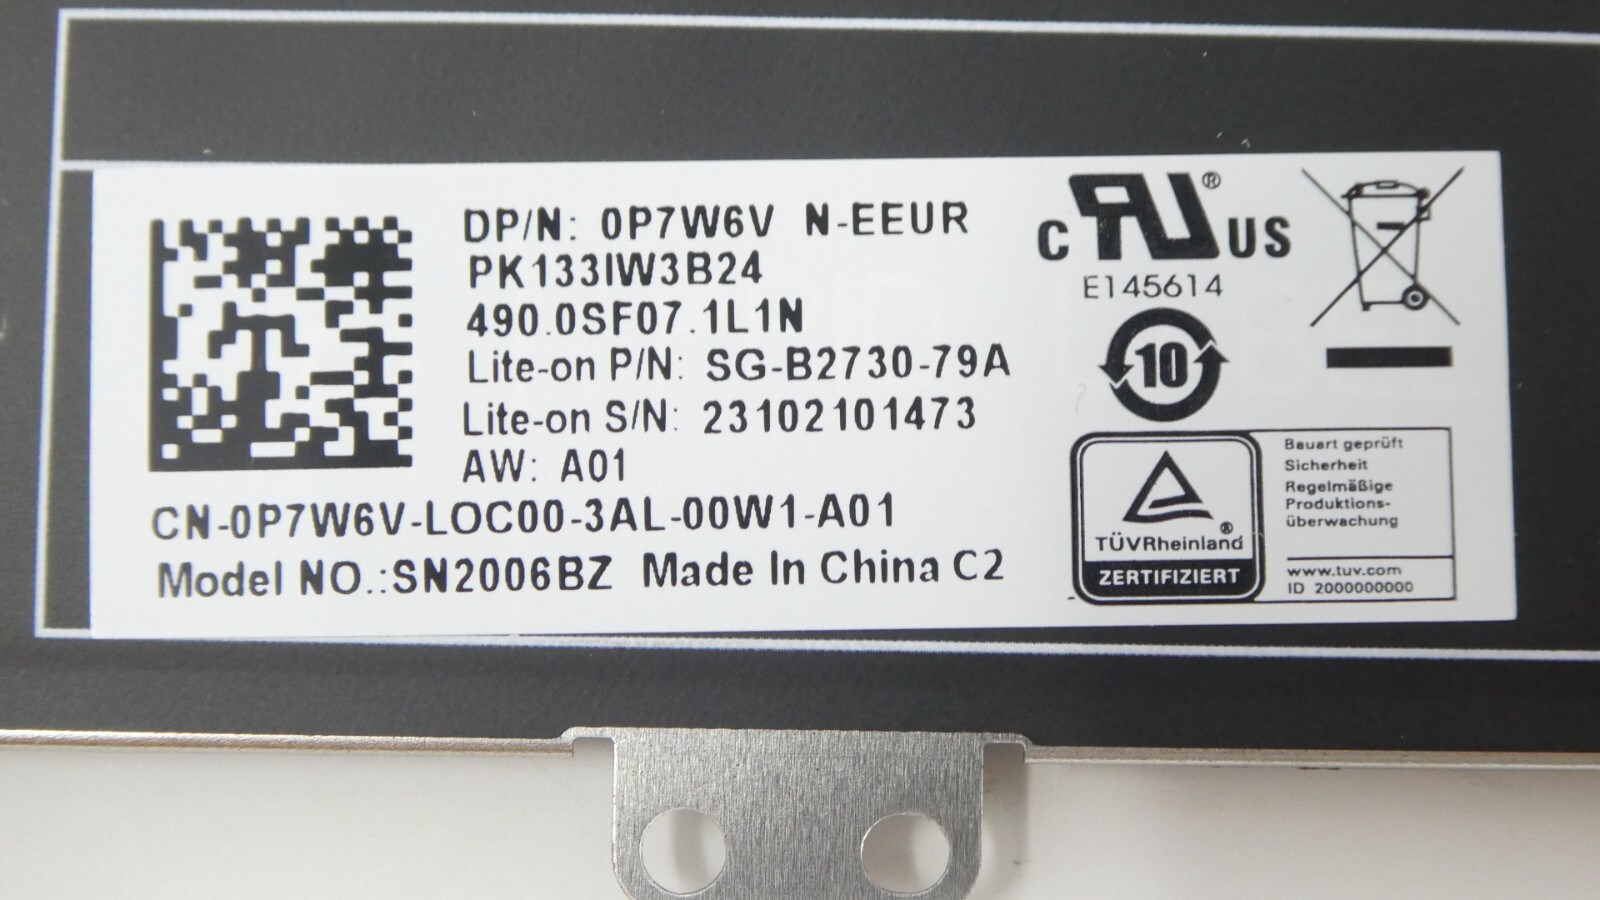 DP/N: 0P7W6V N-EEUR
PK133IW3B24
490.0SF07.1L1N
Lite-on P/N: SG-B2730-79A
Lite-on S/N: 23102101473
AW: A01
CN-0P7W6V-LOC00-3AL-00W1-A01
Model NO.:SN2006BZ Made In China C2
C RU® US
E145614
10
TÜVRheinland®
ZERTIFIZIERT
Bauart geprüft
Sicherheit
Regelmäßige
Produktions-
überwachung
www.tuv.com
ID 2000000000